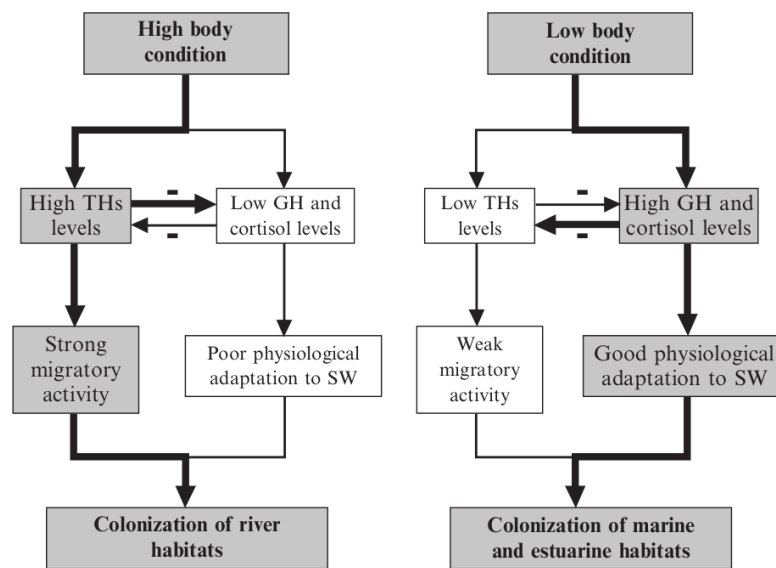 High body
condition
High THs
levels
-
-
Low GH and
cortisol levels
Strong
migratory
activity
Poor physiological
adaptation to SW
Colonization of river
habitats
Low body
condition
Low THs
levels
-
-
High GH and
cortisol levels
Weak
migratory
activity
Good physiological
adaptation to SW
Colonization of marine
and estuarine habitats